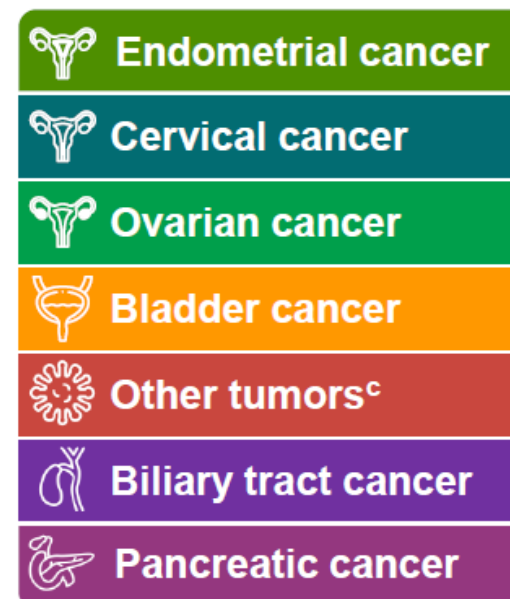 Endometrial cancer
Cervical cancer
Ovarian cancer
Bladder cancer
Other tumorsᶜ
Biliary tract cancer
Pancreatic cancer